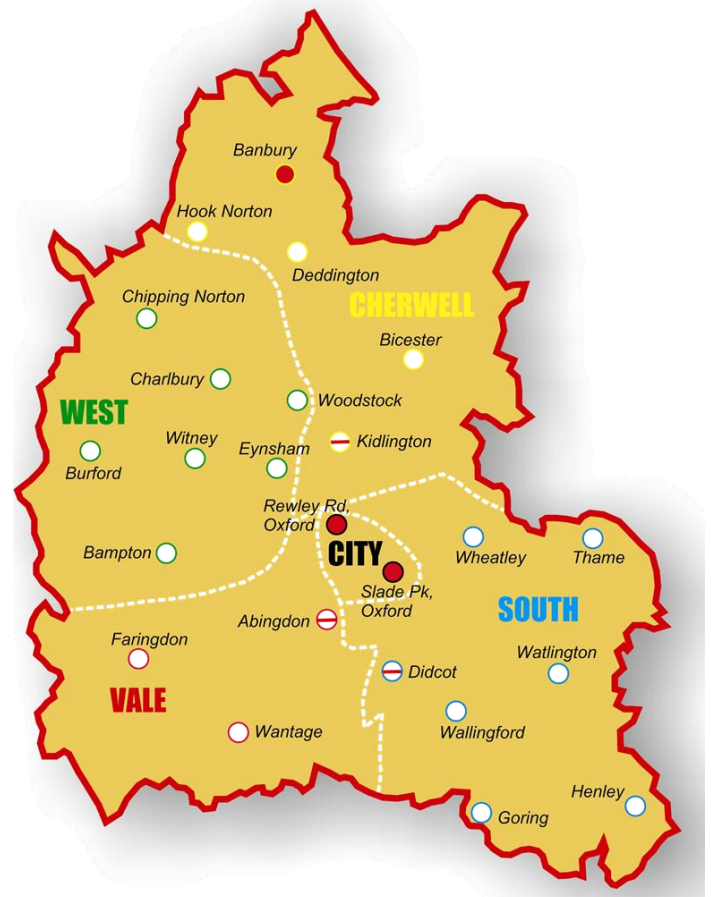 Banbury
Hook Norton
Deddington
Chipping Norton
CHERWELL
Bicester
Charlbury
Woodstock
WEST
Witney
Eynsham
Kidlington
Burford
Rewley Rd,
Oxford
Bampton
CITY
Wheatley
Thame
Slade Pk,
Oxford
Abingdon
SOUTH
Faringdon
Watlington
Didcot
VALE
Wantage
Wallingford
Henley
Goring